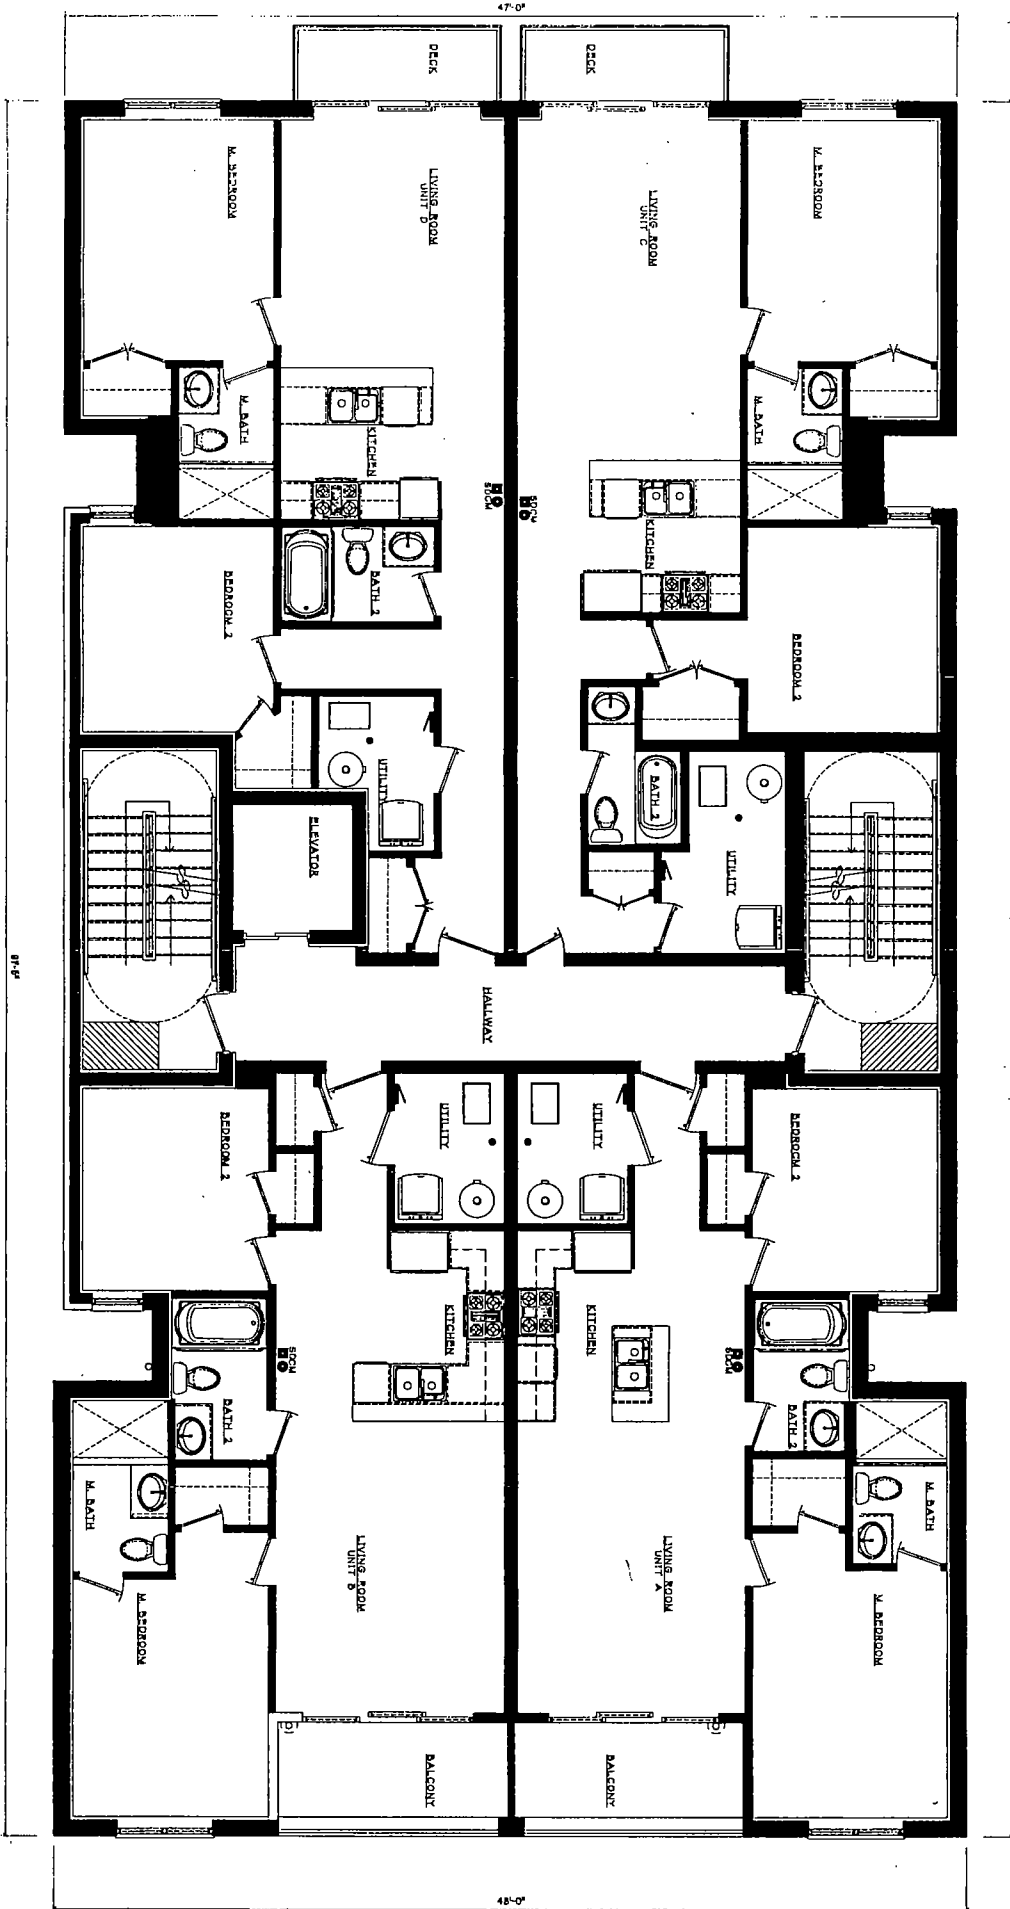 47'-0"
DECK
DECK
M. BEDROOM
LIVING ROOM
UNIT D
LIVING ROOM
UNIT C
M. BEDROOM
M. BATH
KITCHEN
M. BATH
SDCM
SDCM
KITCHEN
BEDROOM 2
BATH 2
BEDROOM 2
UTILITY
BATH 2
ELEVATOR
UTILITY
HALLWAY
BEDROOM 2
UTILITY
UTILITY
BEDROOM 2
KITCHEN
KITCHEN
SDCM
SDCM
BATH 2
BATH 2
M. BATH
M. BATH
LIVING ROOM
UNIT B
LIVING ROOM
UNIT A
M. BEDROOM
M. BEDROOM
BALCONY
BALCONY
48'-0"